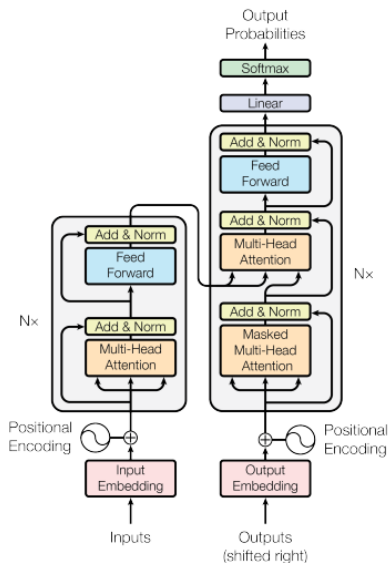 Output
Probabilities
Softmax
Linear
Add & Norm
Feed
Forward
Add & Norm
Multi-Head
Attention
Nx
Add & Norm
Masked
Multi-Head
Attention
Add & Norm
Feed
Forward
Nx
Add & Norm
Multi-Head
Attention
Positional
Encoding
Positional
Encoding
Input
Embedding
Output
Embedding
Inputs
Outputs
(shifted right)